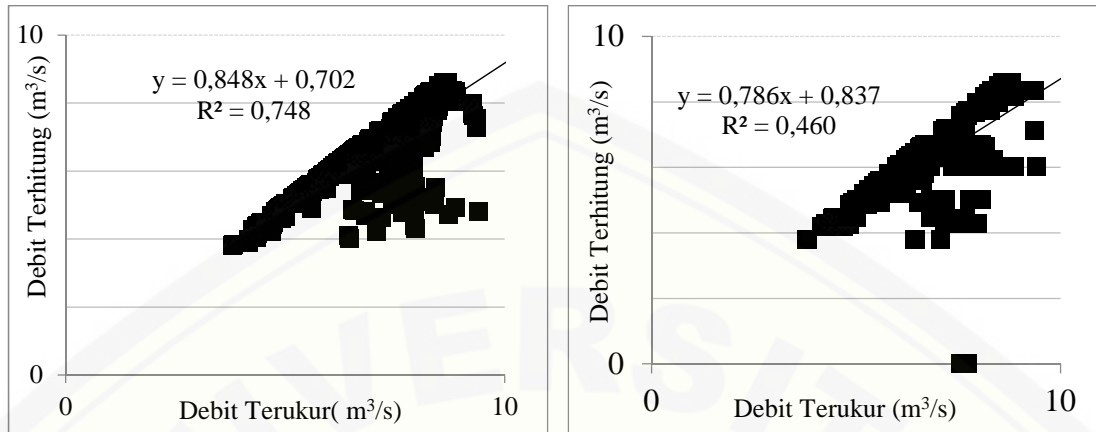 10
y = 0,848x + 0,702
R² = 0,748
Debit Terhitung (m³/s)
0
0
10
Debit Terukur( m³/s)
10
y = 0,786x + 0,837
R² = 0,460
Debit Terhitung (m³/s)
0
0
10
Debit Terukur (m³/s)
IVERSIT